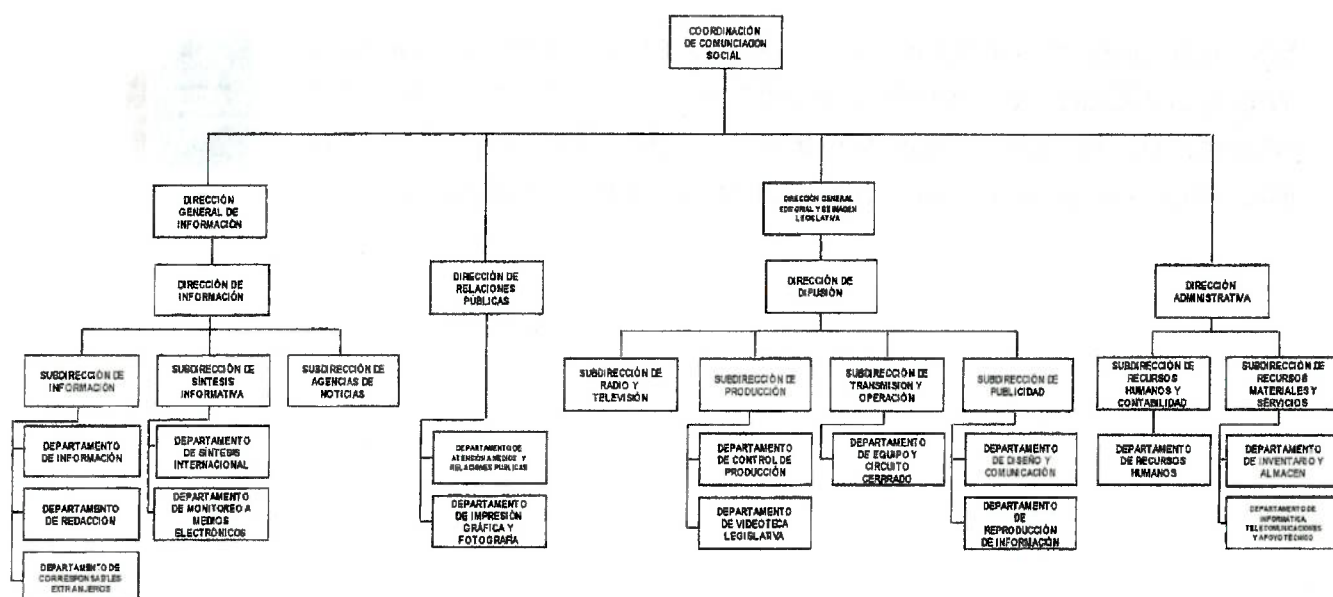 COORDINACIÓN
DE COMUNCIACIÓN
SOCIAL
DIRECCIÓN
GENERAL DE
INFORMACIÓN
DIRECCIÓN GENERAL
EDITORIAL Y DE IMAGEN
LEGISLATIVA
DIRECCIÓN DE
INFORMACIÓN
DIRECCIÓN DE
RELACIONES
PÚBLICAS
DIRECCIÓN DE
DIFUSIÓN
DIRECCIÓN
ADMINISTRATIVA
SUBDIRECCIÓN DE
INFORMACIÓN
SUBDIRECCIÓN DE
SÍNTESIS
INFORMATIVA
SUBDIRECCIÓN DE
AGENCIAS DE
NOTICIAS
SUBDIRECCIÓN DE
RADIO Y
TELEVISIÓN
SUBDIRECCIÓN DE
PRODUCCIÓN
SUBDIRECCIÓN DE
TRANSMISION Y
OPERACIÓN
SUBDIRECCIÓN DE
PUBLICIDAD
SUBDIRECCIÓN DE
RECURSOS
HUMANOS Y
CONTABILIDAD
SUBDIRECCIÓN DE
RECURSOS
MATERIALES Y
SERVICIOS
DEPARTAMENTO
DE INFORMACIÓN
DEPARTAMENTO
DE SÍNTESIS
INTERNACIONAL
DEPARTAMENTO DE
ATENCIÓN A MEDIOS Y
RELACIONES PUBLICAS
DEPARTAMENTO
DE CONTROL DE
PRODUCCIÓN
DEPARTAMENTO
DE EQUIPO Y
CIRCUITO
CERRRADO
DEPARTAMENTO
DE DISEÑO Y
COMUNICACIÓN
DEPARTAMENTO
DE RECURSOS
HUMANOS
DEPARTAMENTO
DE INVENTARIO Y
ALMACEN
DEPARTAMENTO
DE REDACCIÓN
DEPARTAMENTO
DE MONITOREO A
MEDIOS
ELECTRÓNICOS
DEPARTAMENTO
DE IMPRESIÓN
GRÁFICA Y
FOTOGRAFÍA
DEPARTAMENTO
DE VIDEOTECA
LEGISLATIVA
DEPARTAMENTO
DE
REPRODUCCIÓN
DE INFORMACIÓN
DEPARTAMENTO DE
INFORMÁTICA,
TELECOMUNICACIONES
Y APOYO TÉCNICO
DEPARTAMENTO DE
CORRESPONSABLES
EXTRANJEROS